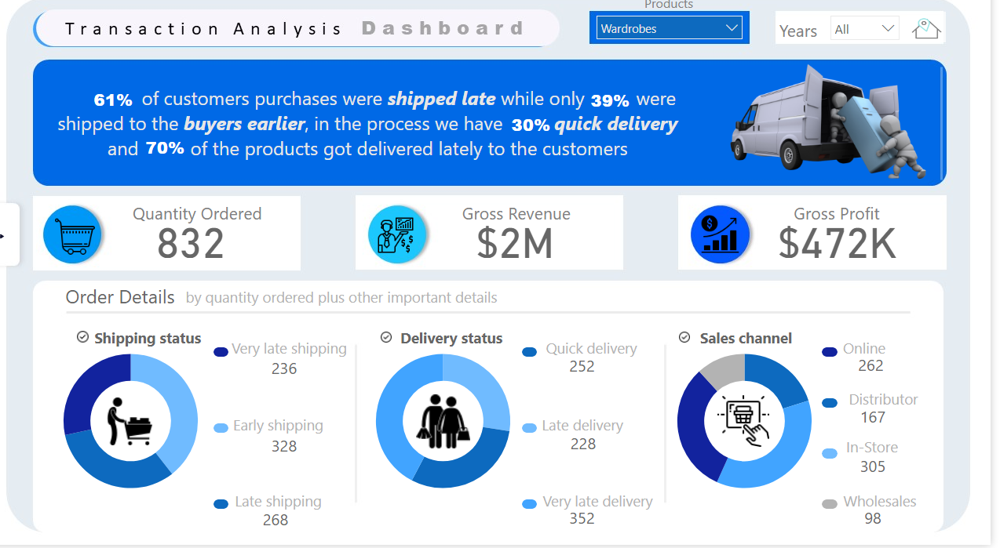 Products
Transaction Analysis Dashboard
Wardrobes
Years All
61% of customers purchases were shipped late while only 39% were
shipped to the buyers earlier, in the process we have 30% quick delivery
and 70% of the products got delivered lately to the customers
Quantity Ordered
832
Gross Revenue
$2M
Gross Profit
$472K
Order Details by quantity ordered plus other important details
Shipping status
Very late shipping
236
Early shipping
328
Late shipping
268
Delivery status
Quick delivery
252
Late delivery
228
Very late delivery
352
Sales channel
Online
262
Distributor
167
In-Store
305
Wholesales
98